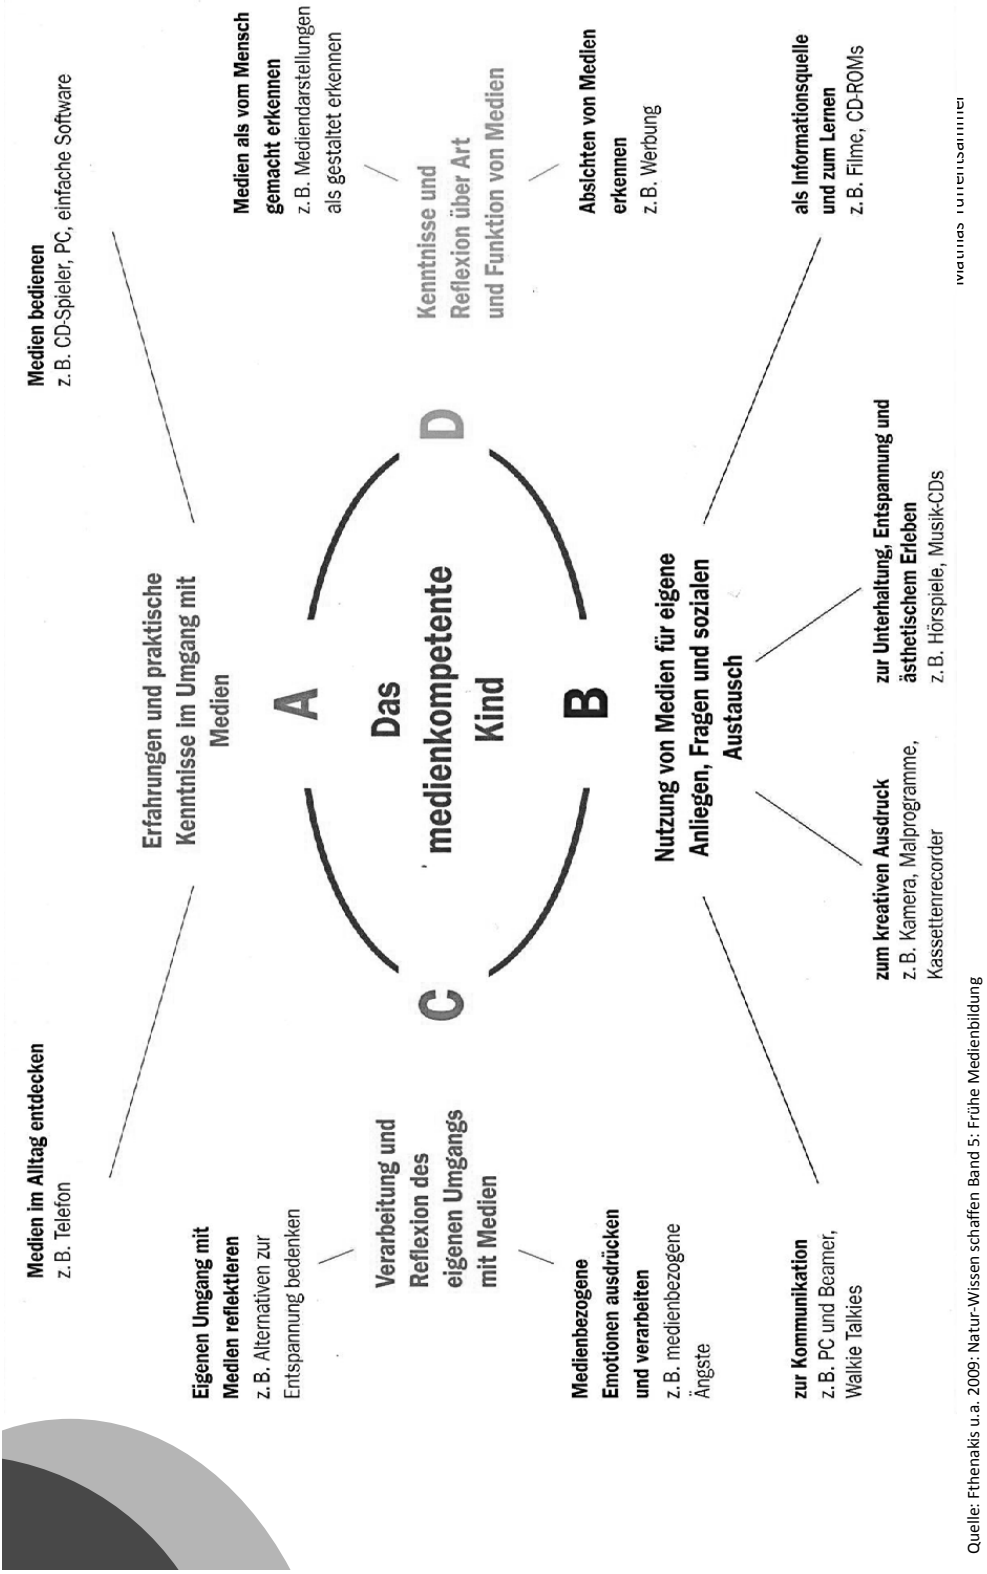 Medien im Alltag entdecken
z. B. Telefon
Medien bedienen
z. B. CD-Spieler, PC, einfache Software
Erfahrungen und praktische
Kenntnisse im Umgang mit
Medien
Eigenen Umgang mit
Medien reflektieren
z. B. Alternativen zur
Entspannung bedenken
Medien als vom Mensch
gemacht erkennen
z. B. Mediendarstellungen
als gestaltet erkennen
A
Das
medienkompetente
Kind
C
Verarbeitung und
Reflexion des
eigenen Umgangs
mit Medien
D
Kenntnisse und
Reflexion über Art
und Funktion von Medien
B
Medienbezogene
Emotionen ausdrücken
und verarbeiten
z. B. medienbezogene
Ängste
Absichten von Medien
erkennen
z. B. Werbung
Nutzung von Medien für eigene
Anliegen, Fragen und sozialen
Austausch
zur Kommunikation
z. B. PC und Beamer,
Walkie Talkies
zum kreativen Ausdruck
z. B. Kamera, Malprogramme,
Kassettenrecorder
zur Unterhaltung, Entspannung und
ästhetischem Erleben
z. B. Hörspiele, Musik-CDs
als Informationsquelle
und zum Lernen
z. B. Filme, CD-ROMs
Quelle: Fthenakis u.a. 2009: Natur-Wissen schaffen Band 5: Frühe Medienbildung